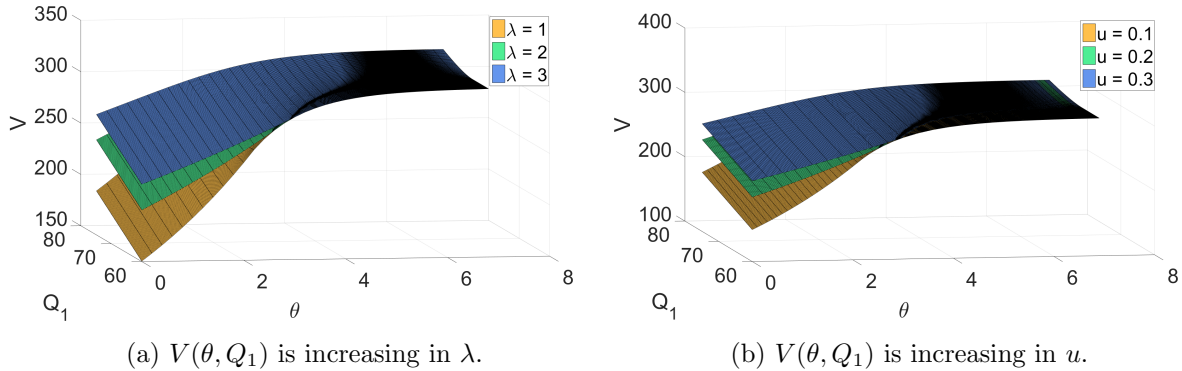 350
300
250
200
150
V
80
70
60
Q1
0
2
4
6
8
θ
λ = 1
λ = 2
λ = 3
400
300
200
100
V
80
70
60
Q1
0
2
4
6
8
θ
u = 0.1
u = 0.2
u = 0.3
(a) V(θ, Q1) is increasing in λ.
(b) V(θ, Q1) is increasing in u.